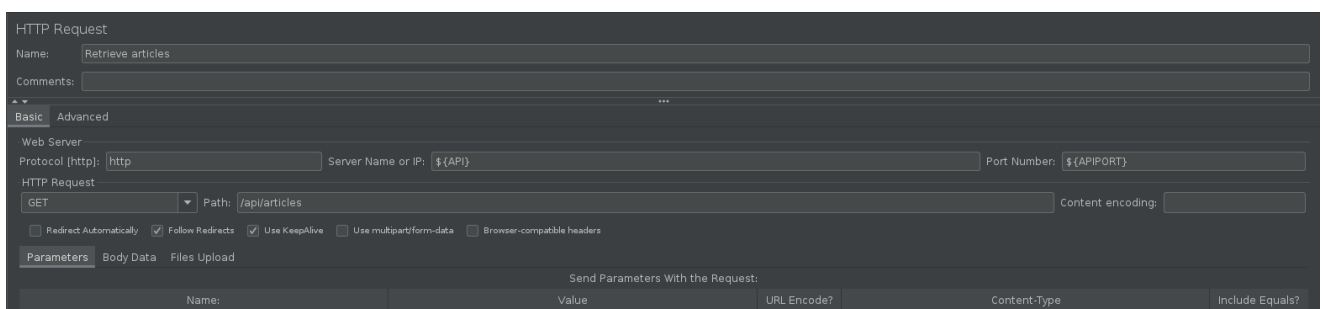 HTTP Request
Name: Retrieve articles
Comments:
Basic Advanced
Web Server
Protocol [http]: http Server Name or IP: ${API} Port Number: ${APIPORT}
HTTP Request
GET Path: /api/articles Content encoding:
Redirect Automatically Follow Redirects Use KeepAlive Use multipart/form-data Browser-compatible headers
Parameters Body Data Files Upload
Send Parameters With the Request:
Name: Value URL Encode? Content-Type Include Equals?